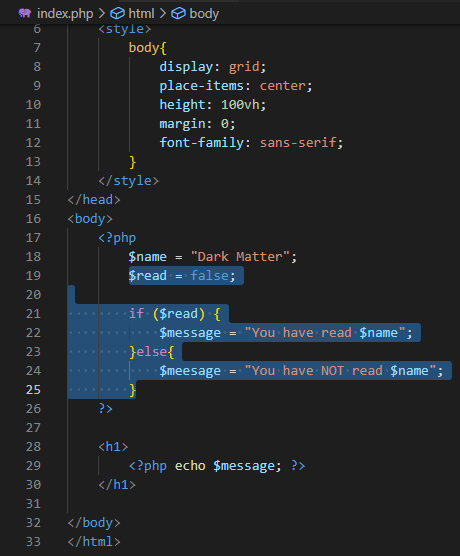 index.php > html > body
6 <style>
7 body{
8 display: grid;
9 place-items: center;
10 height: 100vh;
11 margin: 0;
12 font-family: sans-serif;
13 }
14 </style>
15 </head>
16 <body>
17 <?php
18 $name = "Dark Matter";
19 $read = false;
20
21 if ($read) {
22 $message = "You have read $name";
23 }else{
24 $meesage = "You have NOT read $name";
25 }
26 ?>
27
28 <h1>
29 <?php echo $message; ?>
30 </h1>
31
32 </body>
33 </html>